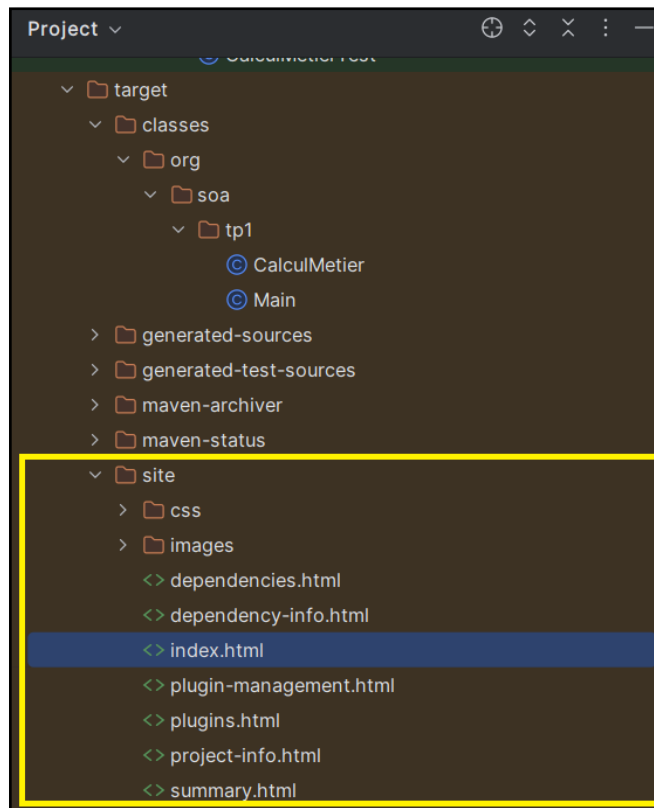 Project
target
classes
org
soa
tp1
CalculMetier
Main
generated-sources
generated-test-sources
maven-archiver
maven-status
site
css
images
dependencies.html
dependency-info.html
index.html
plugin-management.html
plugins.html
project-info.html
summary.html